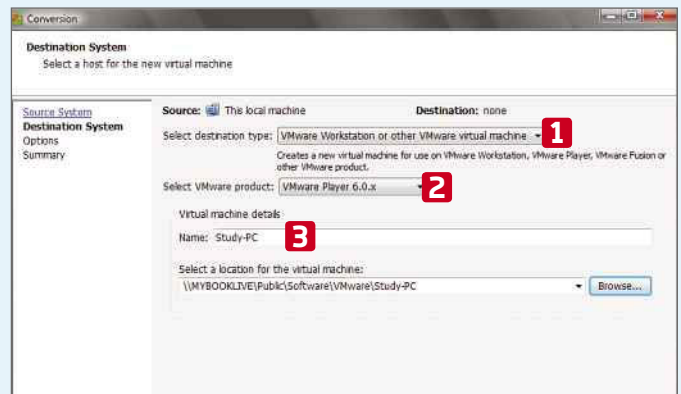 Conversion
Destination System
Select a host for the new virtual machine
Source System
Destination System
Options
Summary
Source: This local machine Destination: none
Select destination type: VMware Workstation or other VMware virtual machine 1
Creates a new virtual machine for use on VMware Workstation, VMware Player, VMware Fusion or
other VMware product.
Select VMware product: VMware Player 6.0.x 2
Virtual machine details
Name: Study-PC 3
Select a location for the virtual machine:
\\MYBOOKLIVE\Public\Software\VMware\Study-PC Browse...